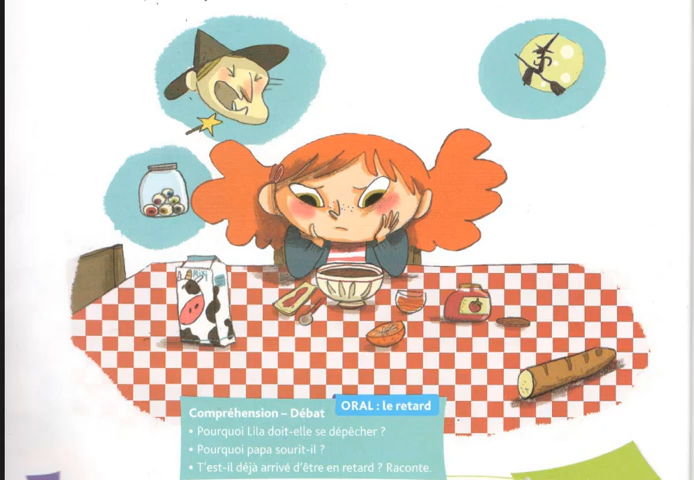 Milk
ORAL : le retard
Compréhension – Débat
• Pourquoi Lila doit-elle se dépêcher ?
• Pourquoi papa sourit-il ?
• T'est-il déjà arrivé d'être en retard ? Raconte.